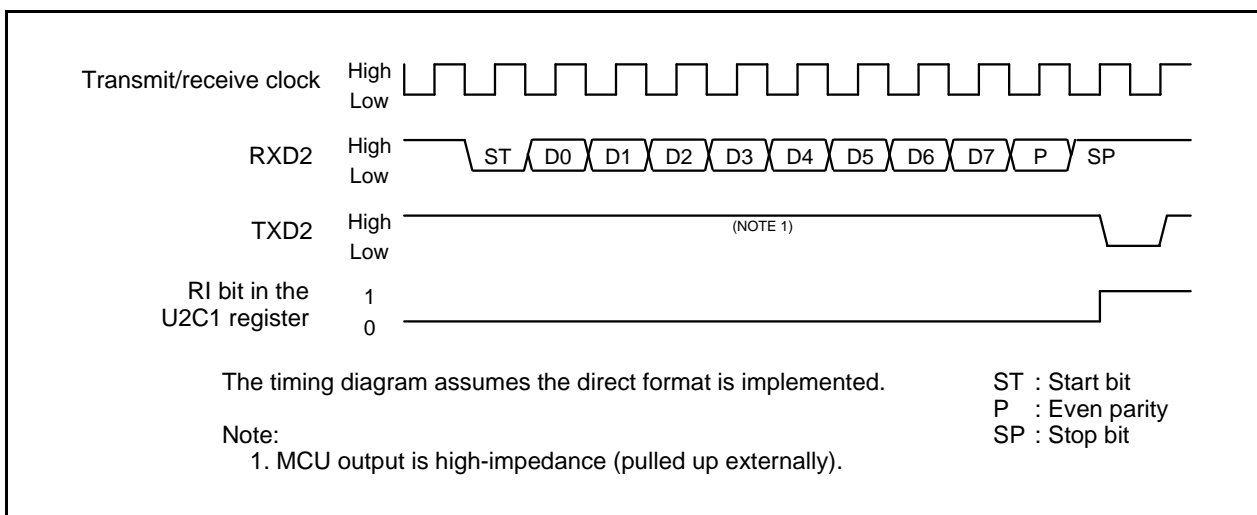 Transmit/receive clock High
Low
RXD2 High
Low
ST D0 D1 D2 D3 D4 D5 D6 D7 P SP
TXD2 High
Low
(NOTE 1)
RI bit in the
U2C1 register
1
0
The timing diagram assumes the direct format is implemented.
Note:
1. MCU output is high-impedance (pulled up externally).
ST : Start bit
P : Even parity
SP : Stop bit